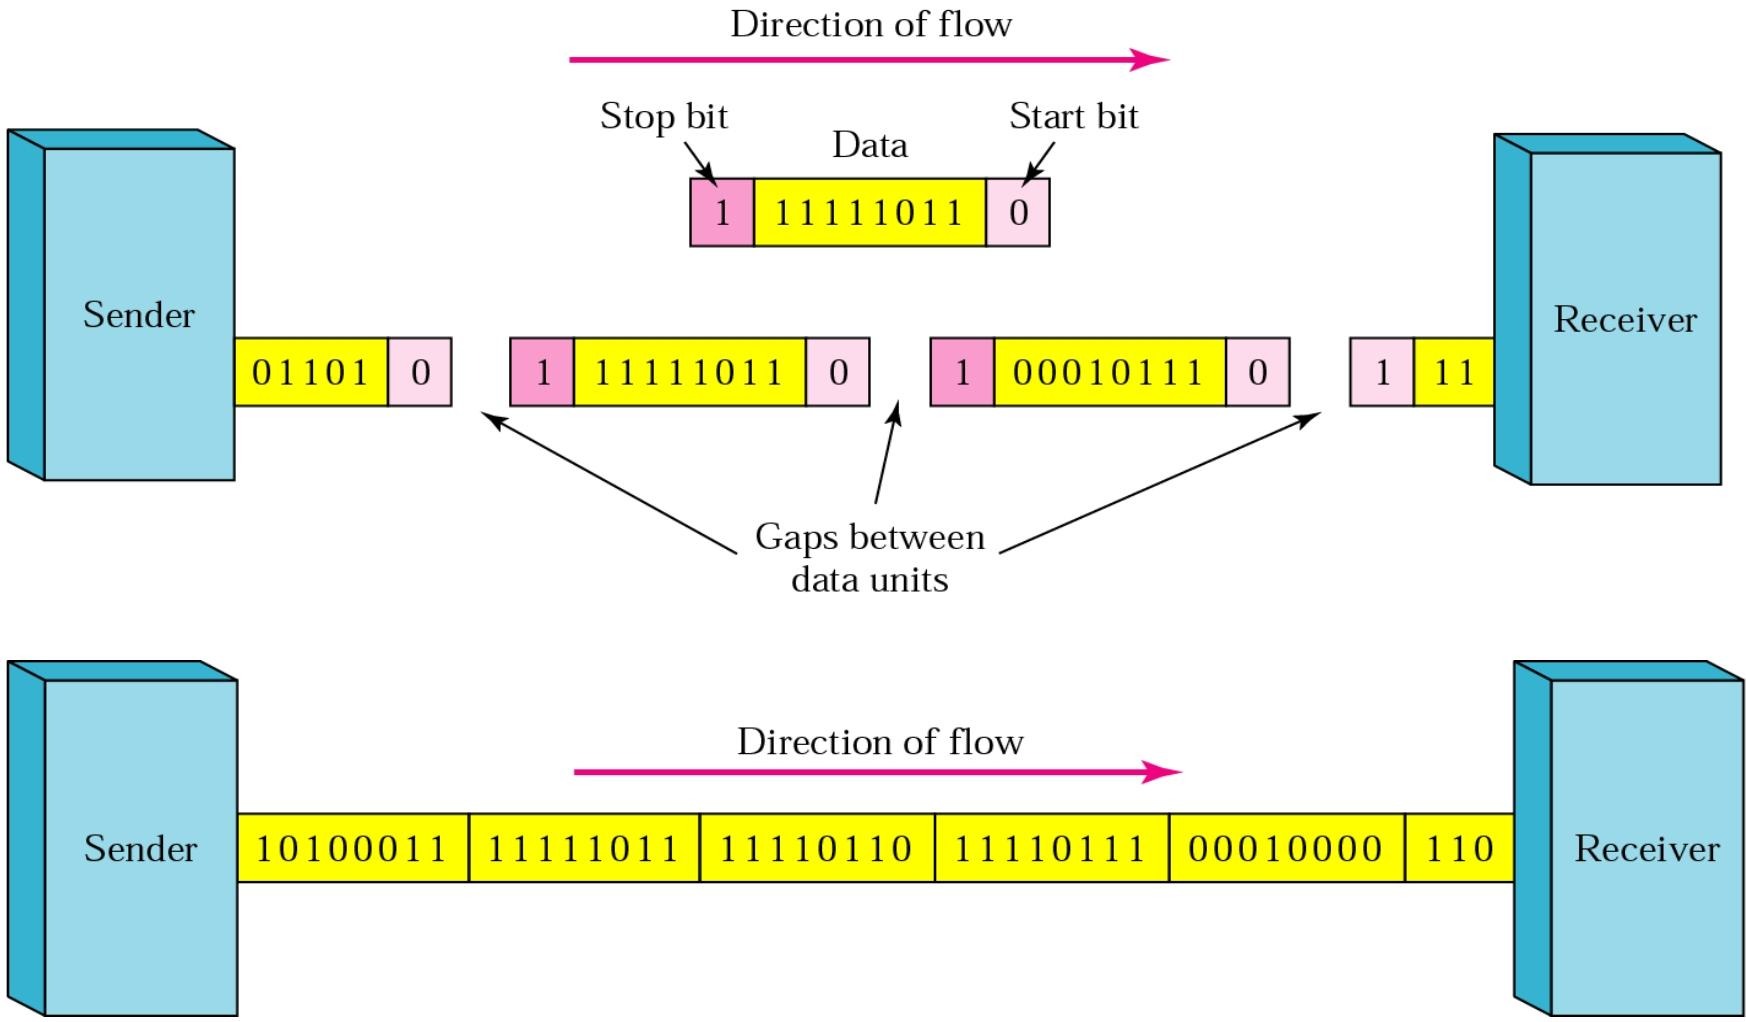 Direction of flow
Stop bit
Start bit
Data
1 11111011 0
Sender
Receiver
01101 0 1 11111011 0 1 00010111 0 1 11
Gaps between
data units
Direction of flow
Sender
10100011 11111011 11110110 11110111 00010000 110
Receiver